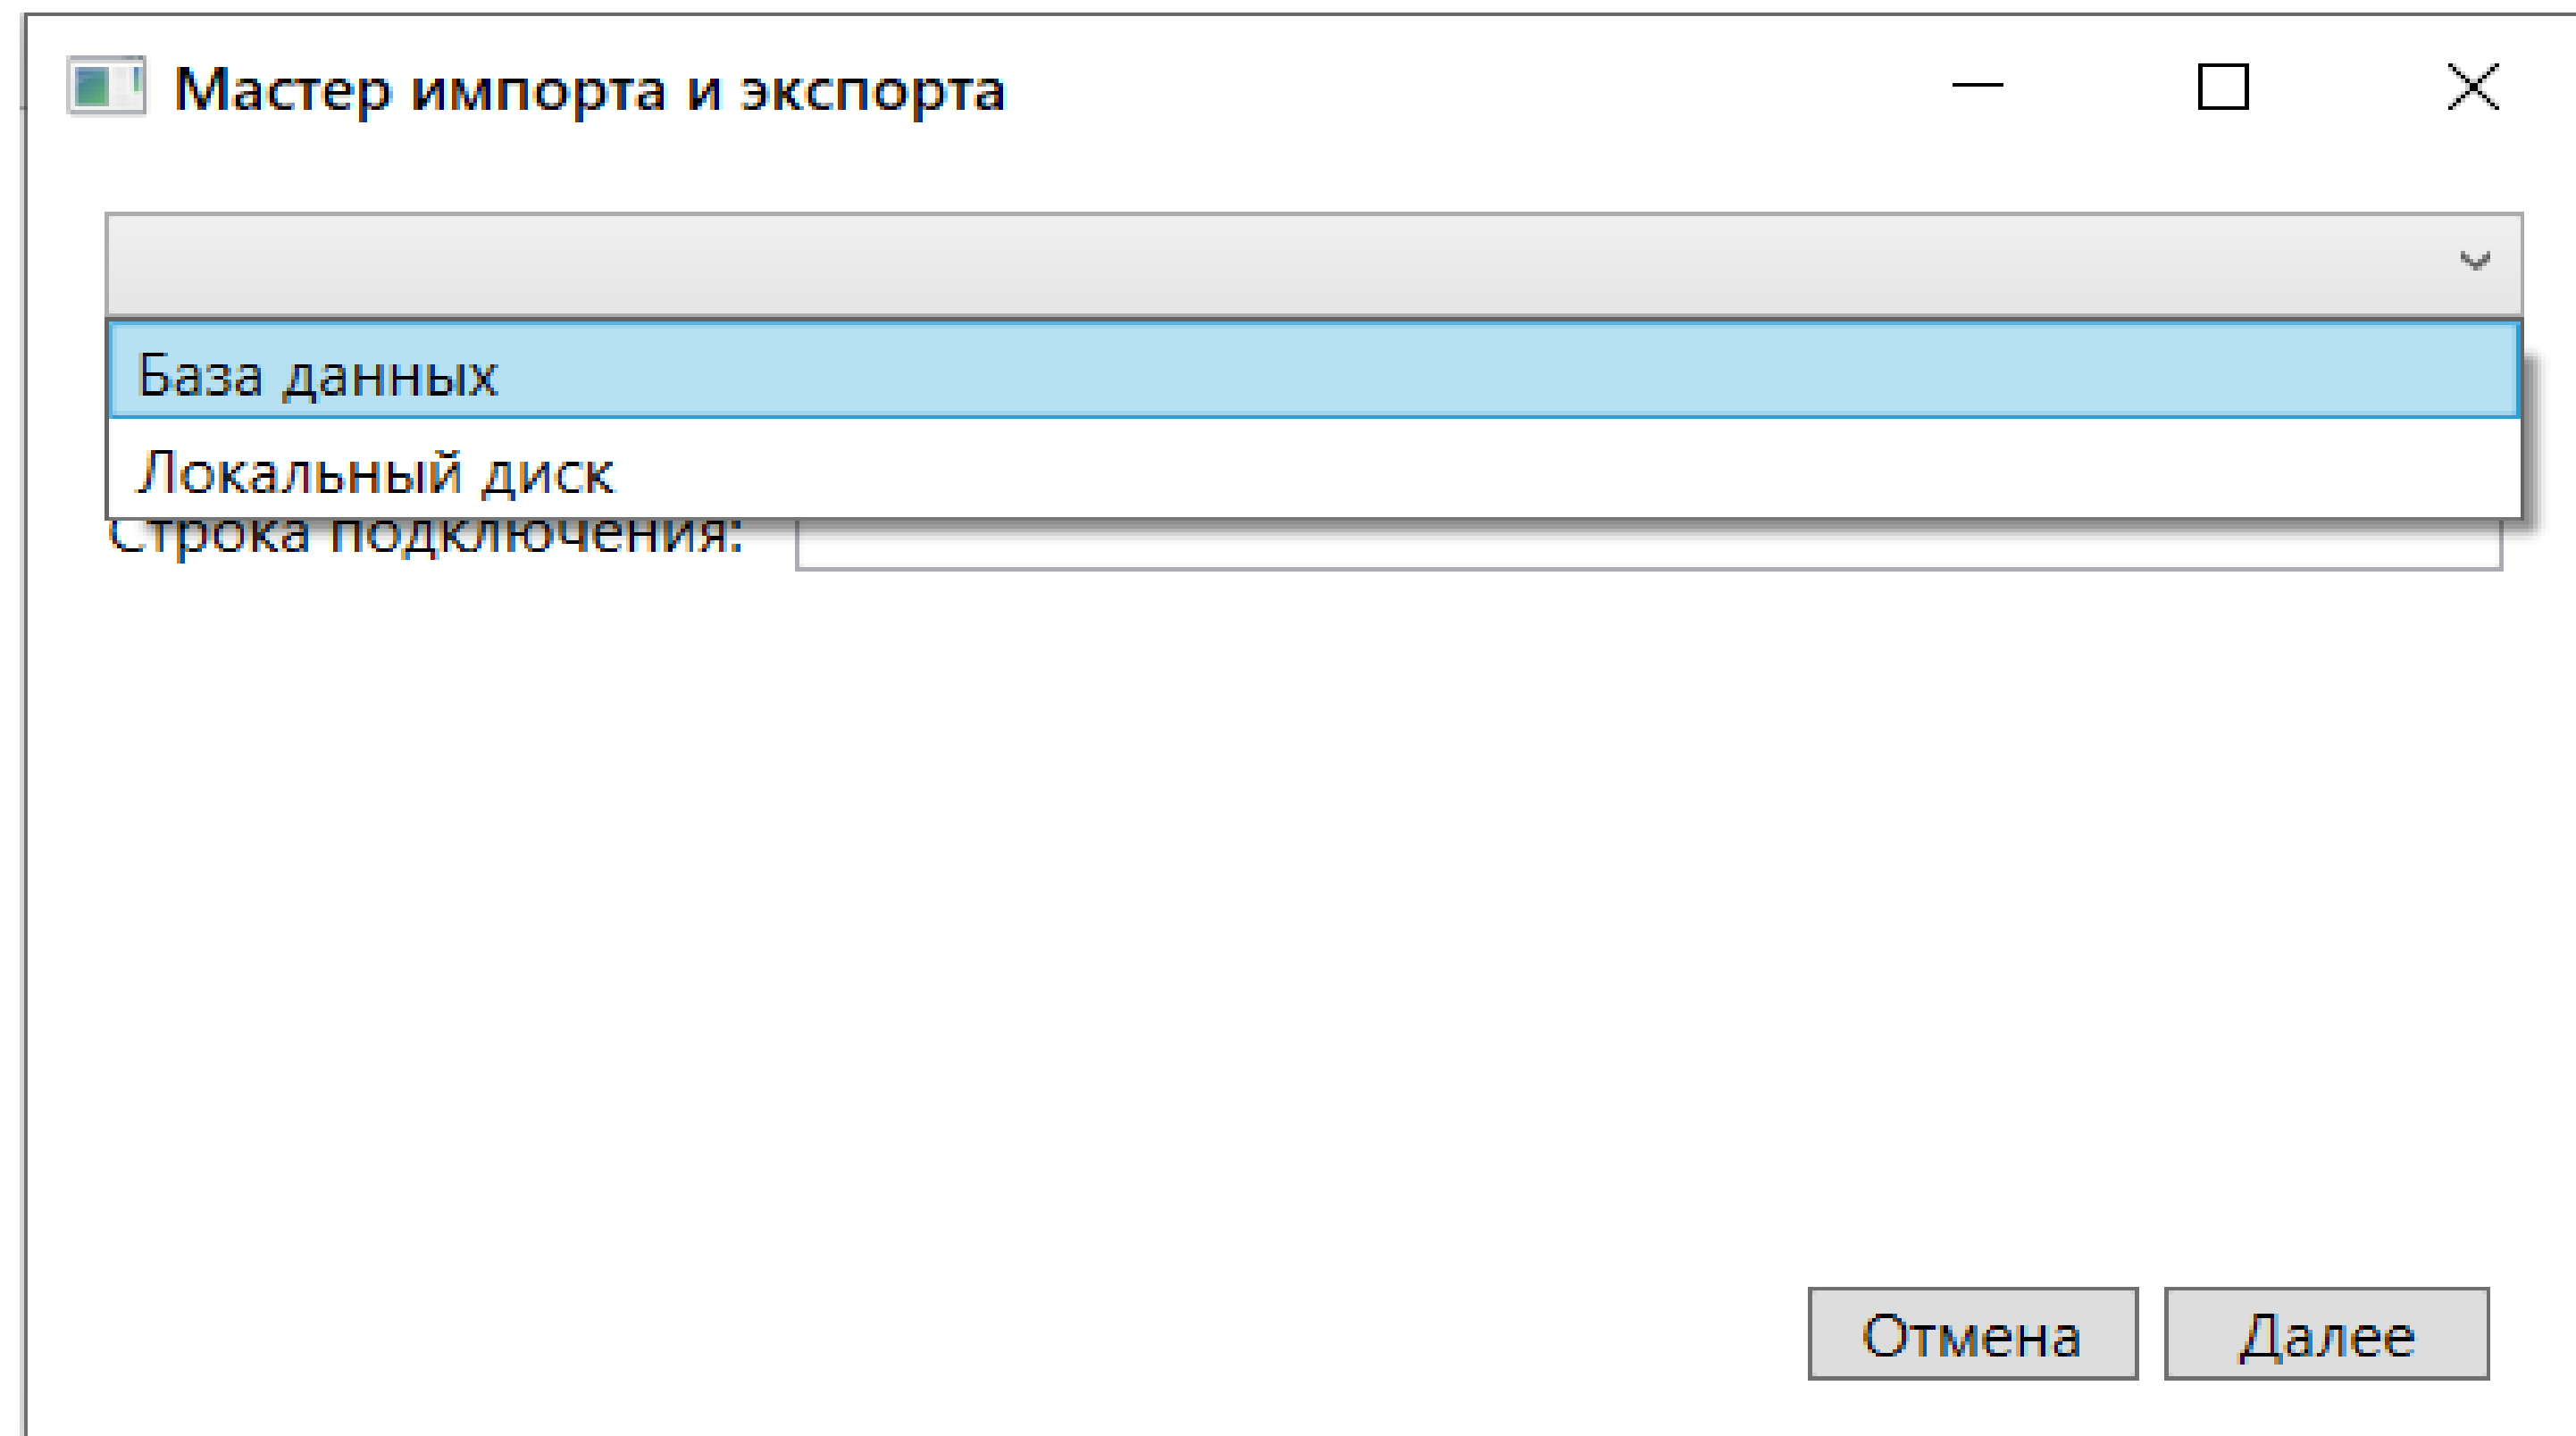 Мастер импорта и экспорта
База данных
Локальный диск
Строка подключения:
Отмена
Далее